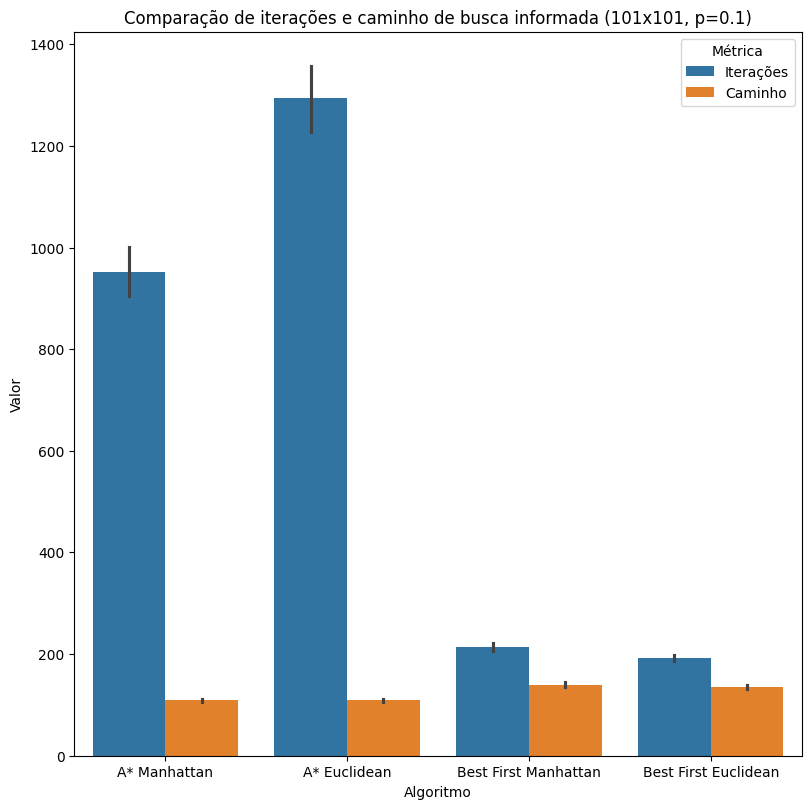 Comparação de iterações e caminho de busca informada (101x101, p=0.1)
Métrica
Iterações
Caminho
Valor
1400
1200
1000
800
600
400
200
0
A* Manhattan
A* Euclidean
Best First Manhattan
Best First Euclidean
Algoritmo